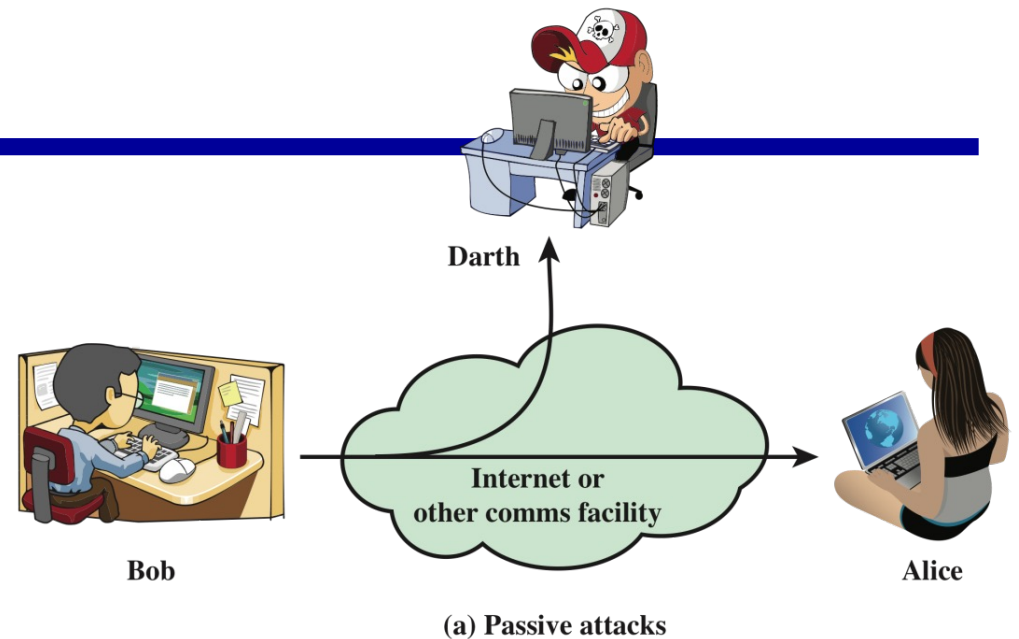 Darth
Internet or
other comms facility
Bob
Alice
(a) Passive attacks